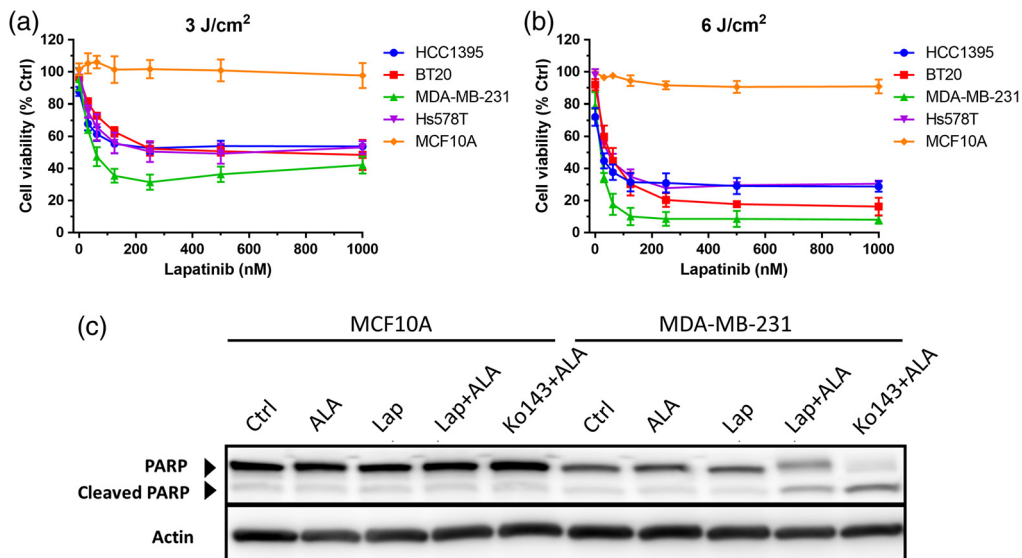 (a)
3 J/cm²
Cell viability (% Ctrl)
120
100
80
60
40
20
0
0 200 400 600 800 1000
Lapatinib (nM)
HCC1395
BT20
MDA-MB-231
Hs578T
MCF10A
(b)
6 J/cm²
Cell viability (% Ctrl)
120
100
80
60
40
20
0
0 200 400 600 800 1000
Lapatinib (nM)
HCC1395
BT20
MDA-MB-231
Hs578T
MCF10A
(c)
MCF10A MDA-MB-231
Ctrl ALA Lap Lap+ALA Ko143+ALA Ctrl ALA Lap Lap+ALA Ko143+ALA
PARP
Cleaved PARP
Actin